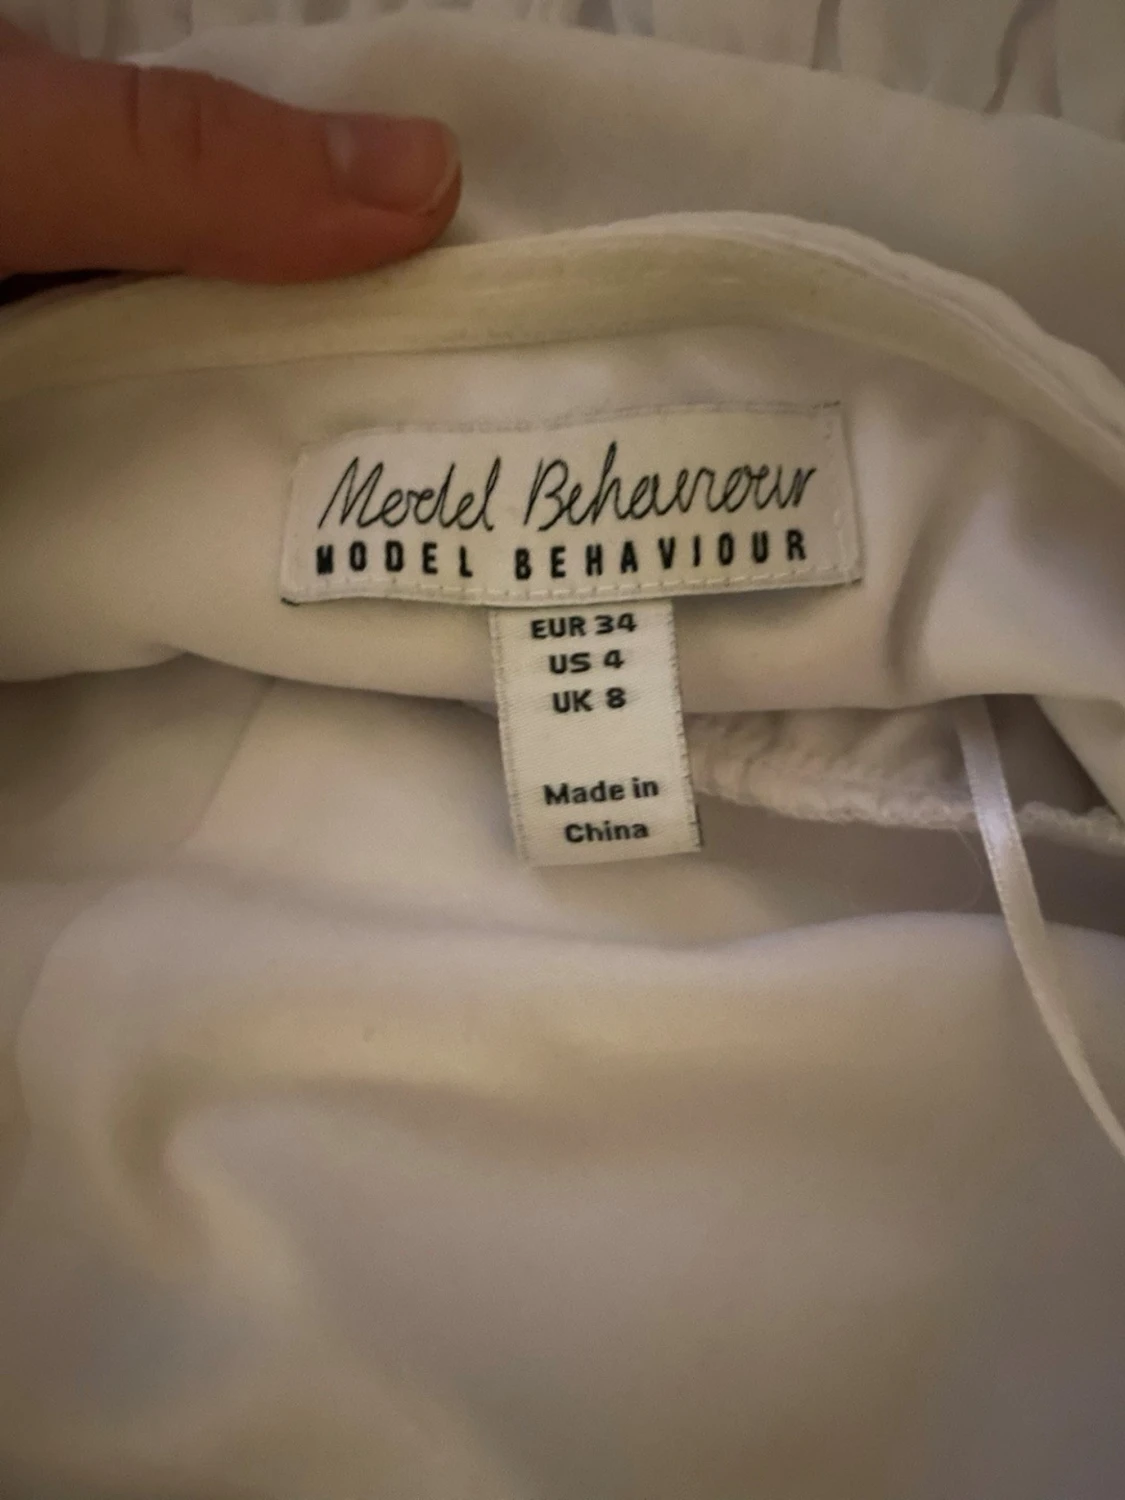 Model Behaviour
MODEL BEHAVIOUR
EUR 34
US 4
UK 8
Made in
China